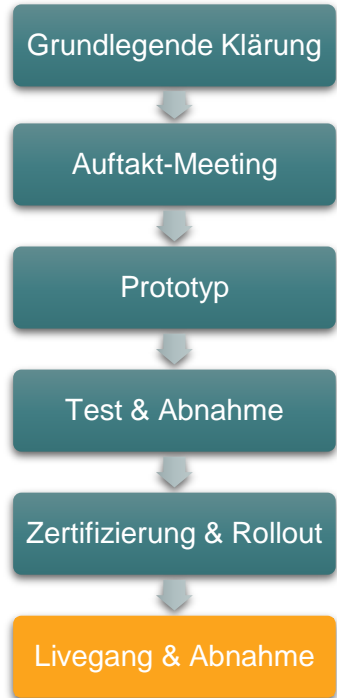 Grundlegende Klärung
Auftakt-Meeting
Prototyp
Test & Abnahme
Zertifizierung & Rollout
Livegang & Abnahme